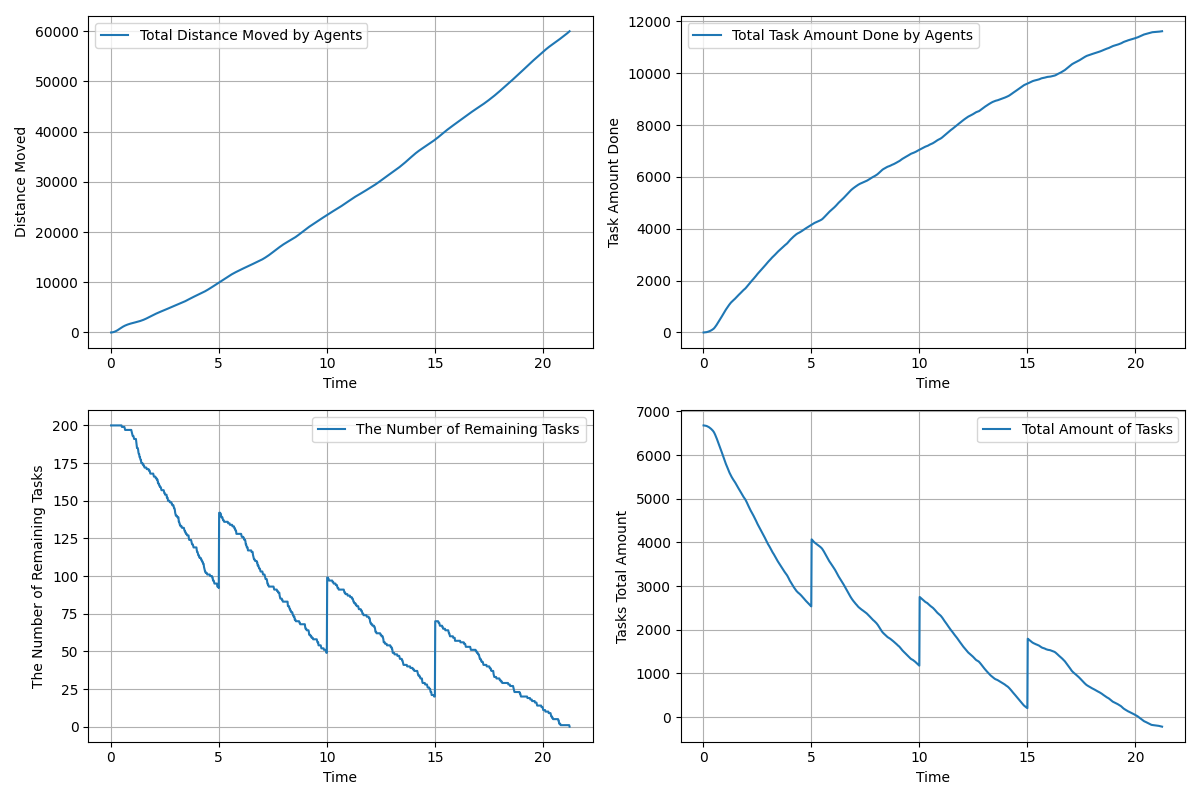 Total Distance Moved by Agents
Distance Moved
60000
50000
40000
30000
20000
10000
0
0 5 10 15 20
Time
Total Task Amount Done by Agents
Task Amount Done
12000
10000
8000
6000
4000
2000
0
0 5 10 15 20
Time
The Number of Remaining Tasks
The Number of Remaining Tasks
200
175
150
125
100
75
50
25
0
0 5 10 15 20
Time
Total Amount of Tasks
Tasks Total Amount
7000
6000
5000
4000
3000
2000
1000
0
0 5 10 15 20
Time